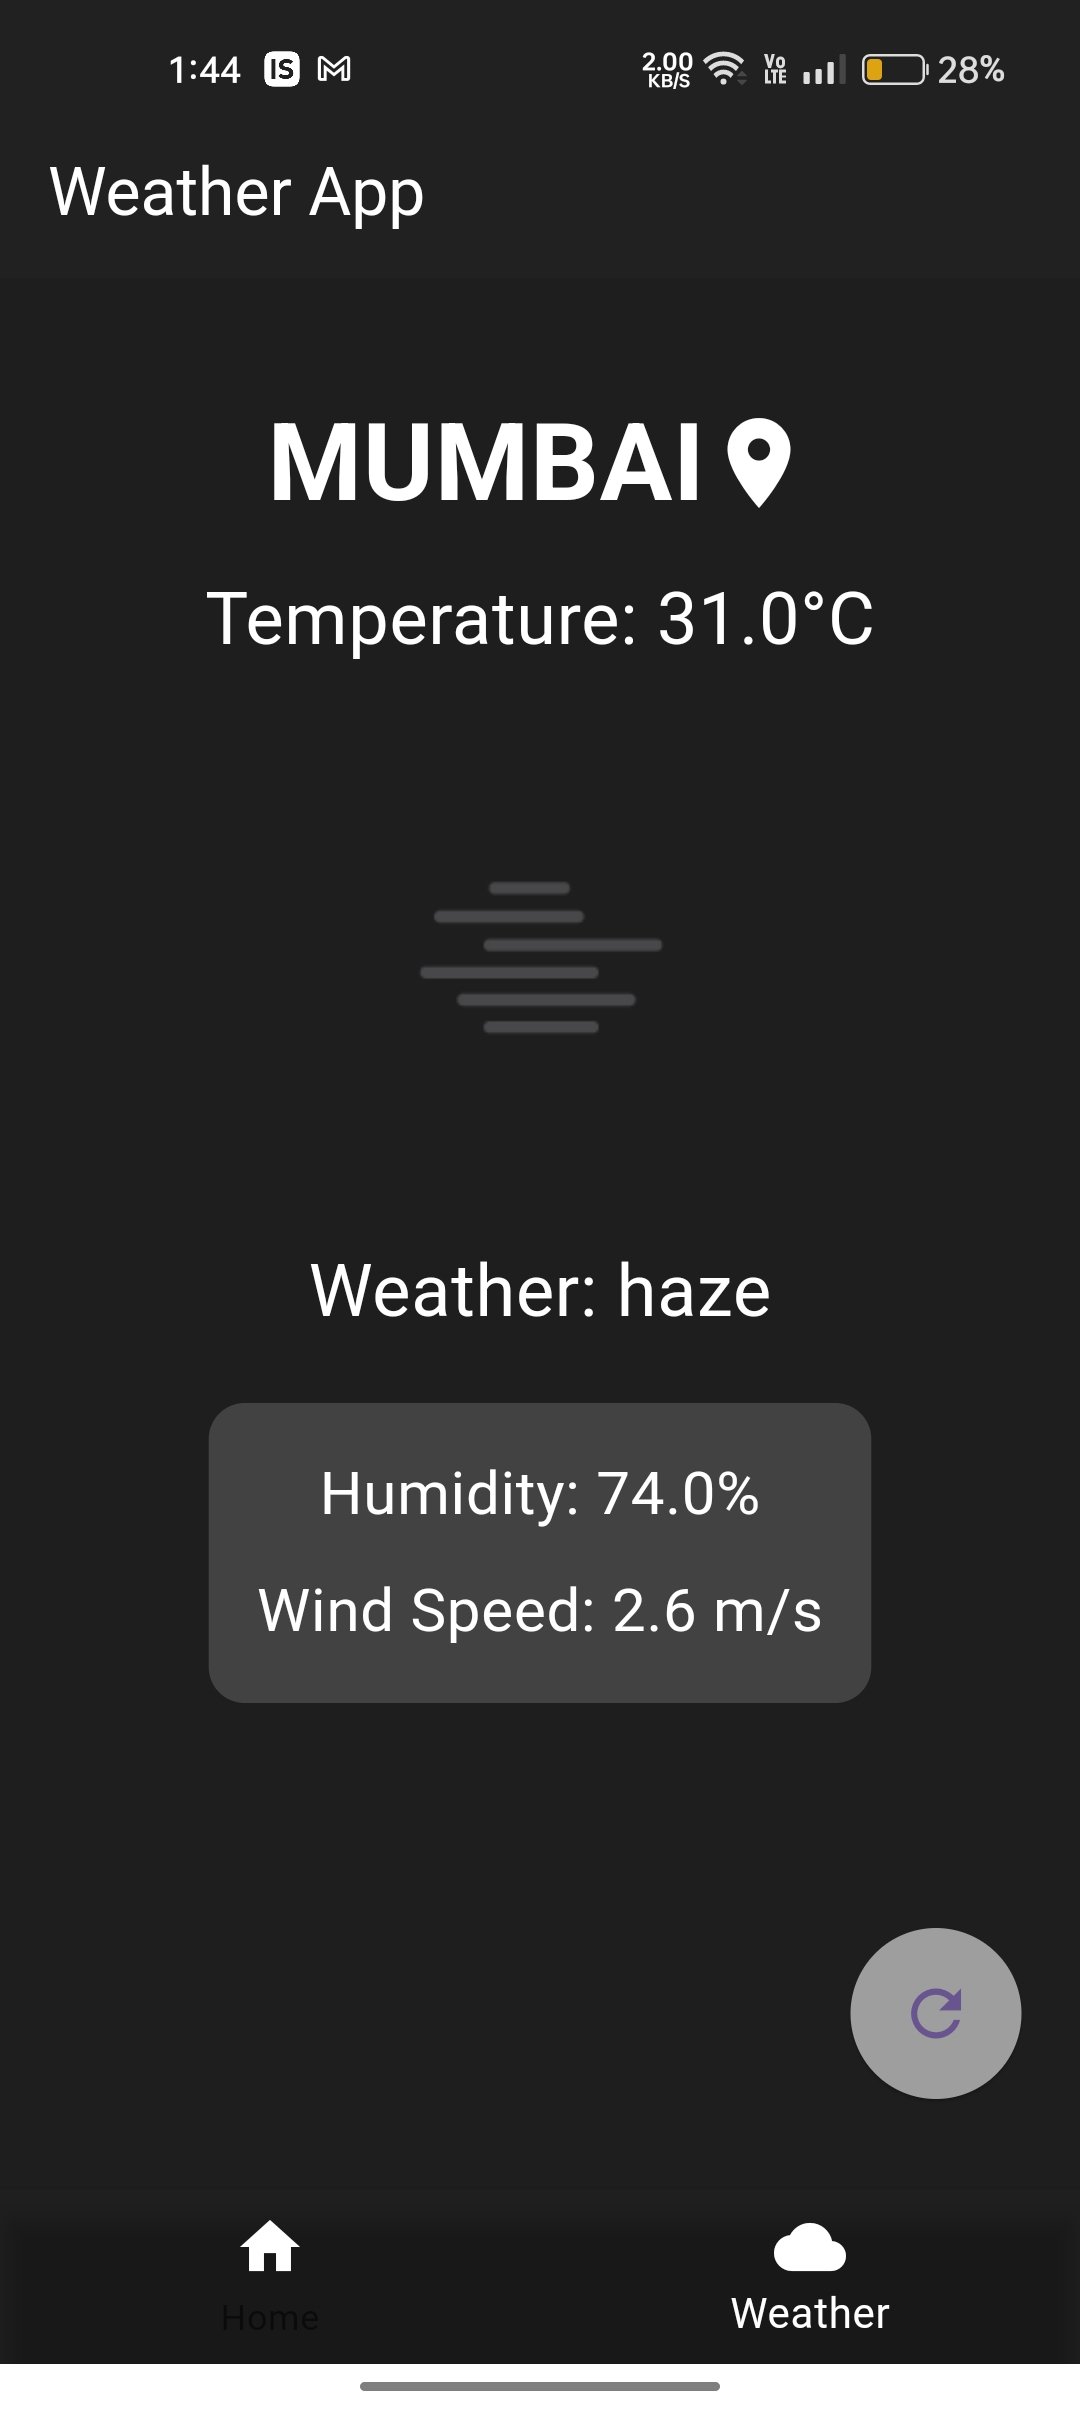 1:44 IS 2.00 KB/S Vo LTE 28%
Weather App
MUMBAI
Temperature: 31.0°C
Weather: haze
Humidity: 74.0%
Wind Speed: 2.6 m/s
Home Weather